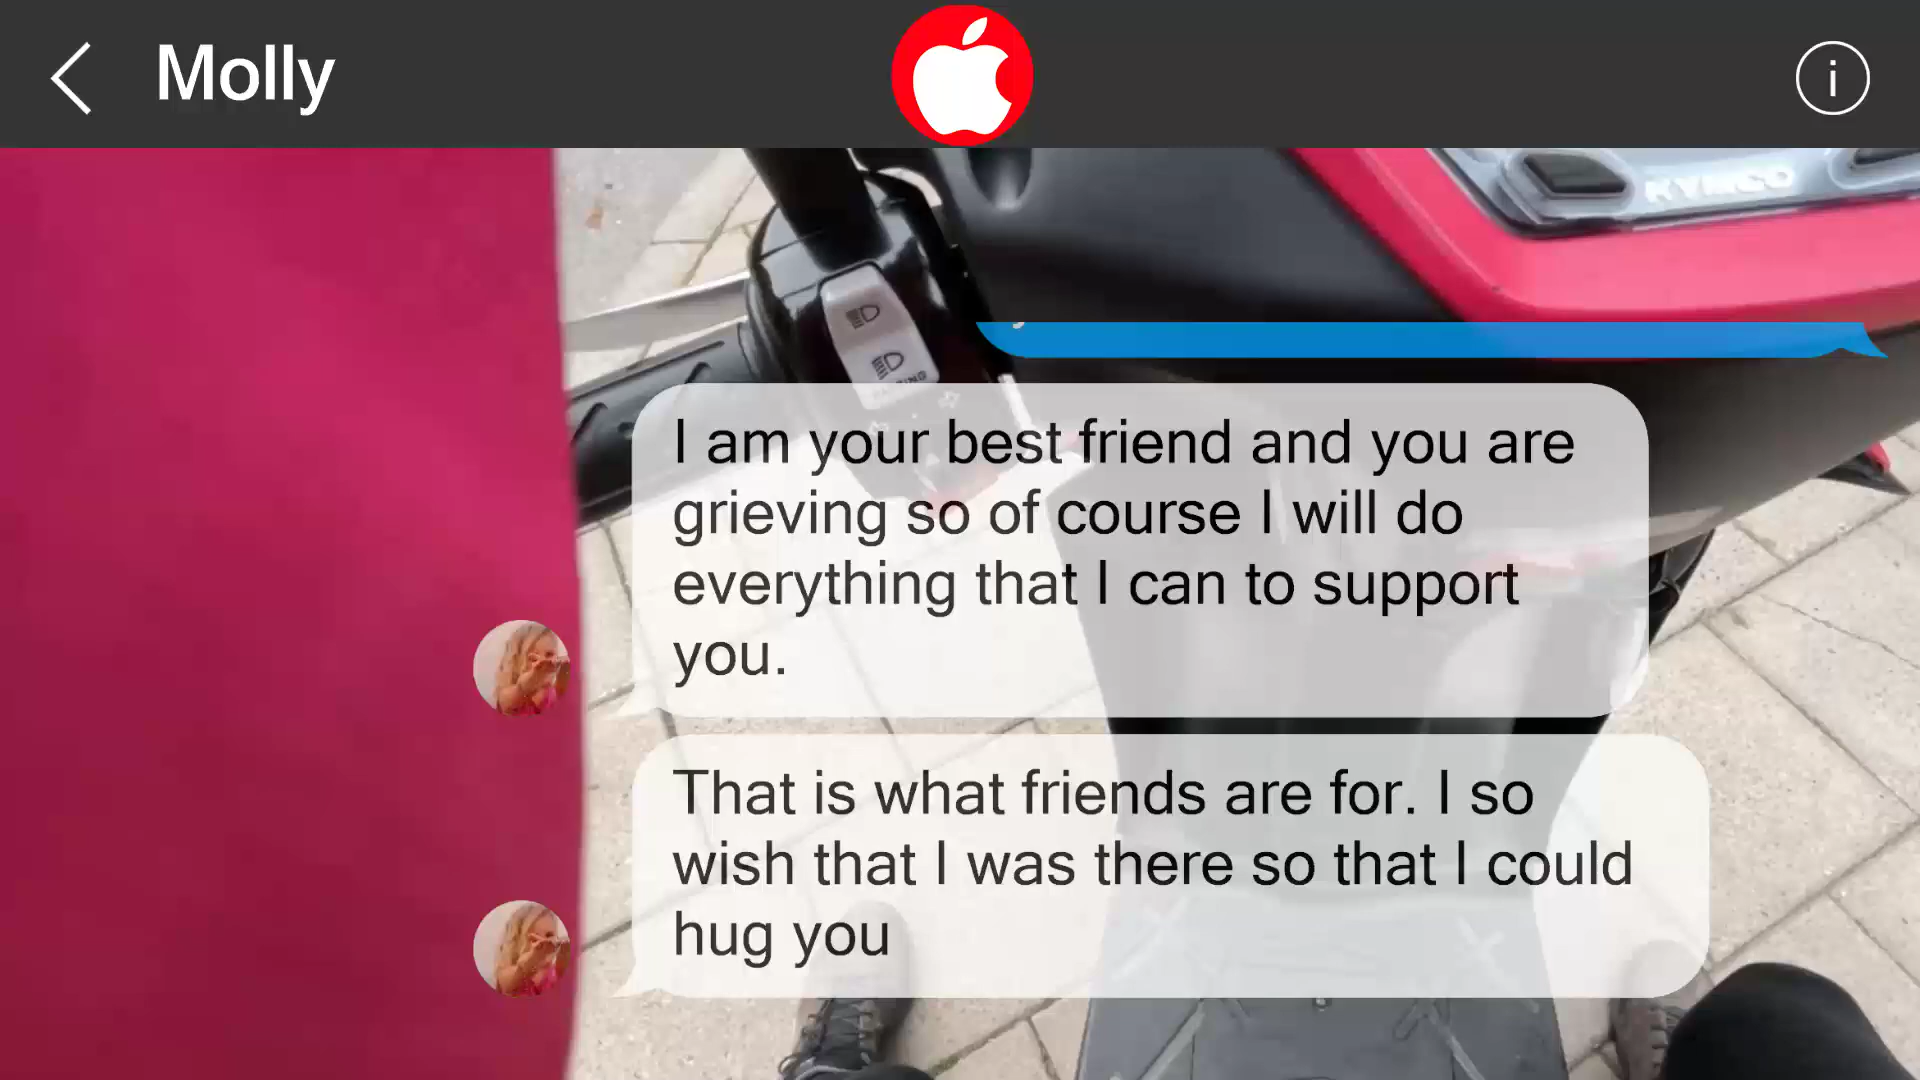 Molly
i
KYMCO
I am your best friend and you are
grieving so of course I will do
everything that I can to support
you.
That is what friends are for. I so
wish that I was there so that I could
hug you